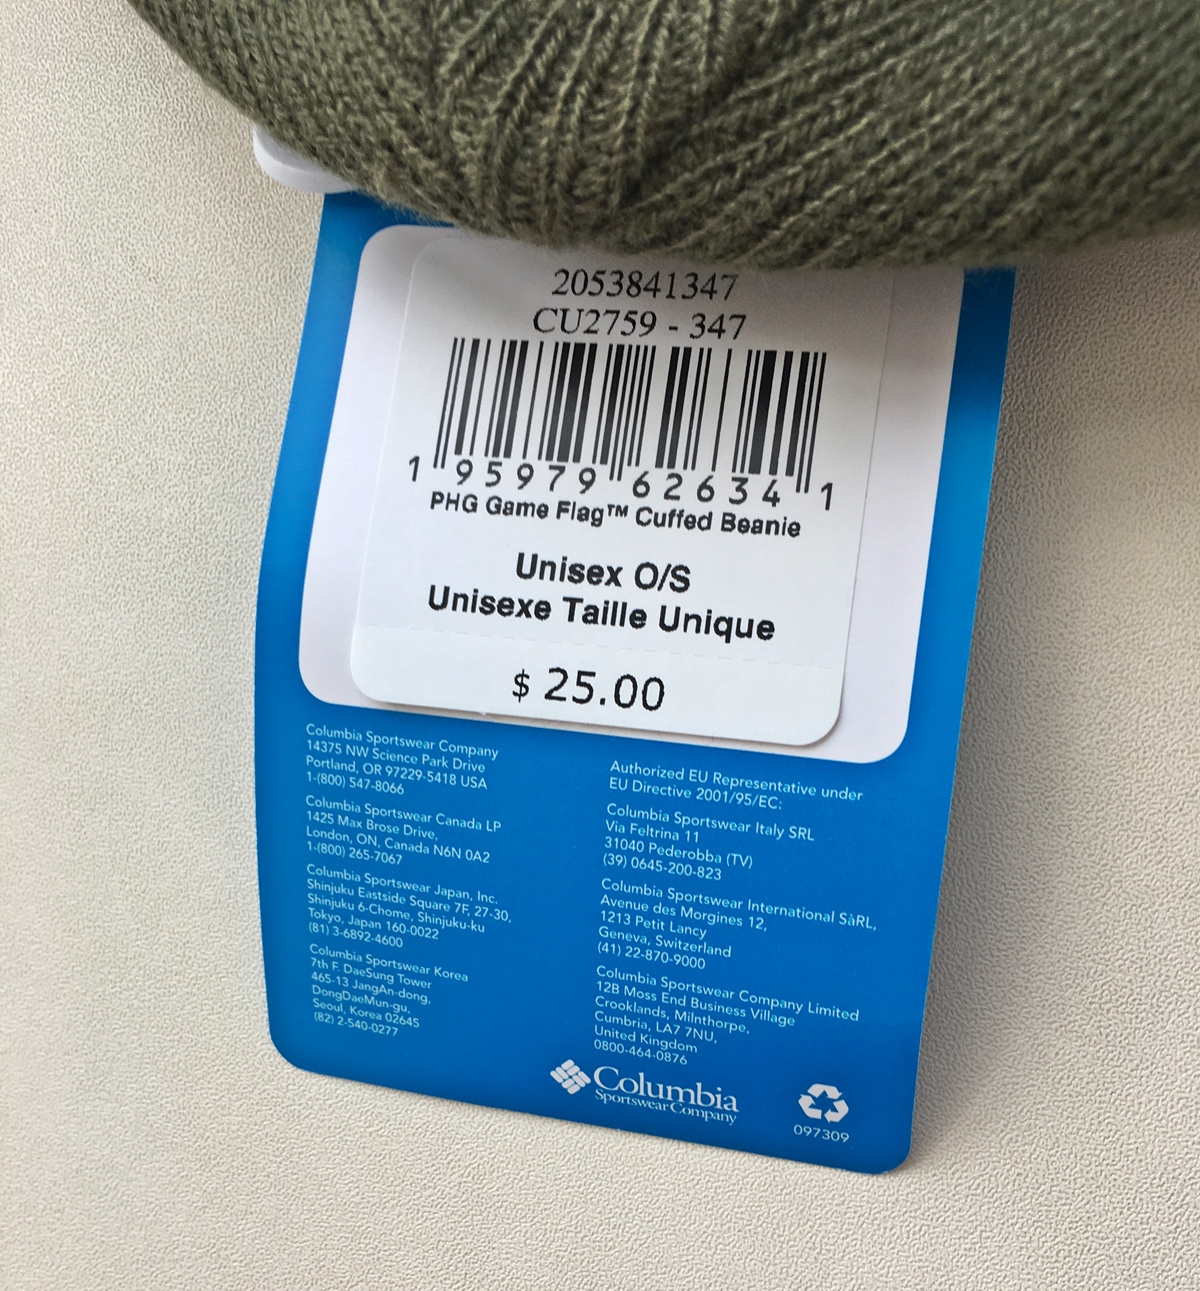 2053841347
CU2759 - 347
1 95979 62634 1
PHG Game Flag™ Cuffed Beanie
Unisex O/S
Unisexe Taille Unique
$ 25.00
Columbia Sportswear Company
14375 NW Science Park Drive
Portland, OR 97229-5418 USA
1-(800) 547-8066
Columbia Sportswear Canada LP
1425 Max Brose Drive,
London, ON, Canada N6N 0A2
1-(800) 265-7067
Columbia Sportswear Japan, Inc.
Shinjuku Eastside Square 7F, 27-30,
Shinjuku 6-Chome, Shinjuku-ku
Tokyo, Japan 160-0022
(81) 3-6892-4600
Columbia Sportswear Korea
7th F. DaeSung Tower
465-13 JangAn-dong,
DongDaeMun-gu,
Seoul, Korea 02645
(82) 2-540-0277
Authorized EU Representative under
EU Directive 2001/95/EC:
Columbia Sportswear Italy SRL
Via Feltrina 11
31040 Pederobba (TV)
(39) 0645-200-823
Columbia Sportswear International SàRL,
Avenue des Morgines 12,
1213 Petit Lancy
Geneva, Switzerland
(41) 22-870-9000
Columbia Sportswear Company Limited
12B Moss End Business Village
Crooklands, Milnthorpe,
Cumbria, LA7 7NU,
United Kingdom
0800-464-0876
Columbia
Sportswear Company
097309